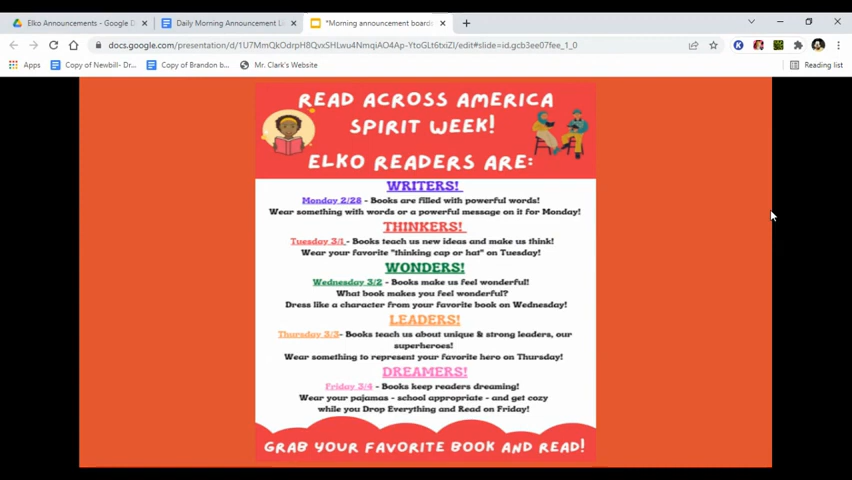 Elko Announcements - Google D
Daily Morning Announcement Li
*Morning announcement boards
docs.google.com/presentation/d/1U7MmQkOdrpH8QvxSHLwu4NmqiAO4Ap-YtoGLt6txiZI/edit#slide=id.gcb3ee07fee_1_0
Apps
Copy of Newbill- Dr...
Copy of Brandon b...
Mr. Clark's Website
Reading list
READ ACROSS AMERICA
SPIRIT WEEK!
ELKO READERS ARE:
WRITERS!
Monday 2/28 - Books are filled with powerful words!
Wear something with words or a powerful message on it for Monday!
THINKERS!
Tuesday 3/1 - Books teach us new ideas and make us think!
Wear your favorite "thinking cap or hat" on Tuesday!
WONDERS!
Wednesday 3/2 - Books make us feel wonderful!
What book makes you feel wonderful?
Dress like a character from your favorite book on Wednesday!
LEADERS!
Thursday 3/3- Books teach us about unique & strong leaders, our
superheroes!
Wear something to represent your favorite hero on Thursday!
DREAMERS!
Friday 3/4 - Books keep readers dreaming!
Wear your pajamas - school appropriate - and get cozy
while you Drop Everything and Read on Friday!
GRAB YOUR FAVORITE BOOK AND READ!